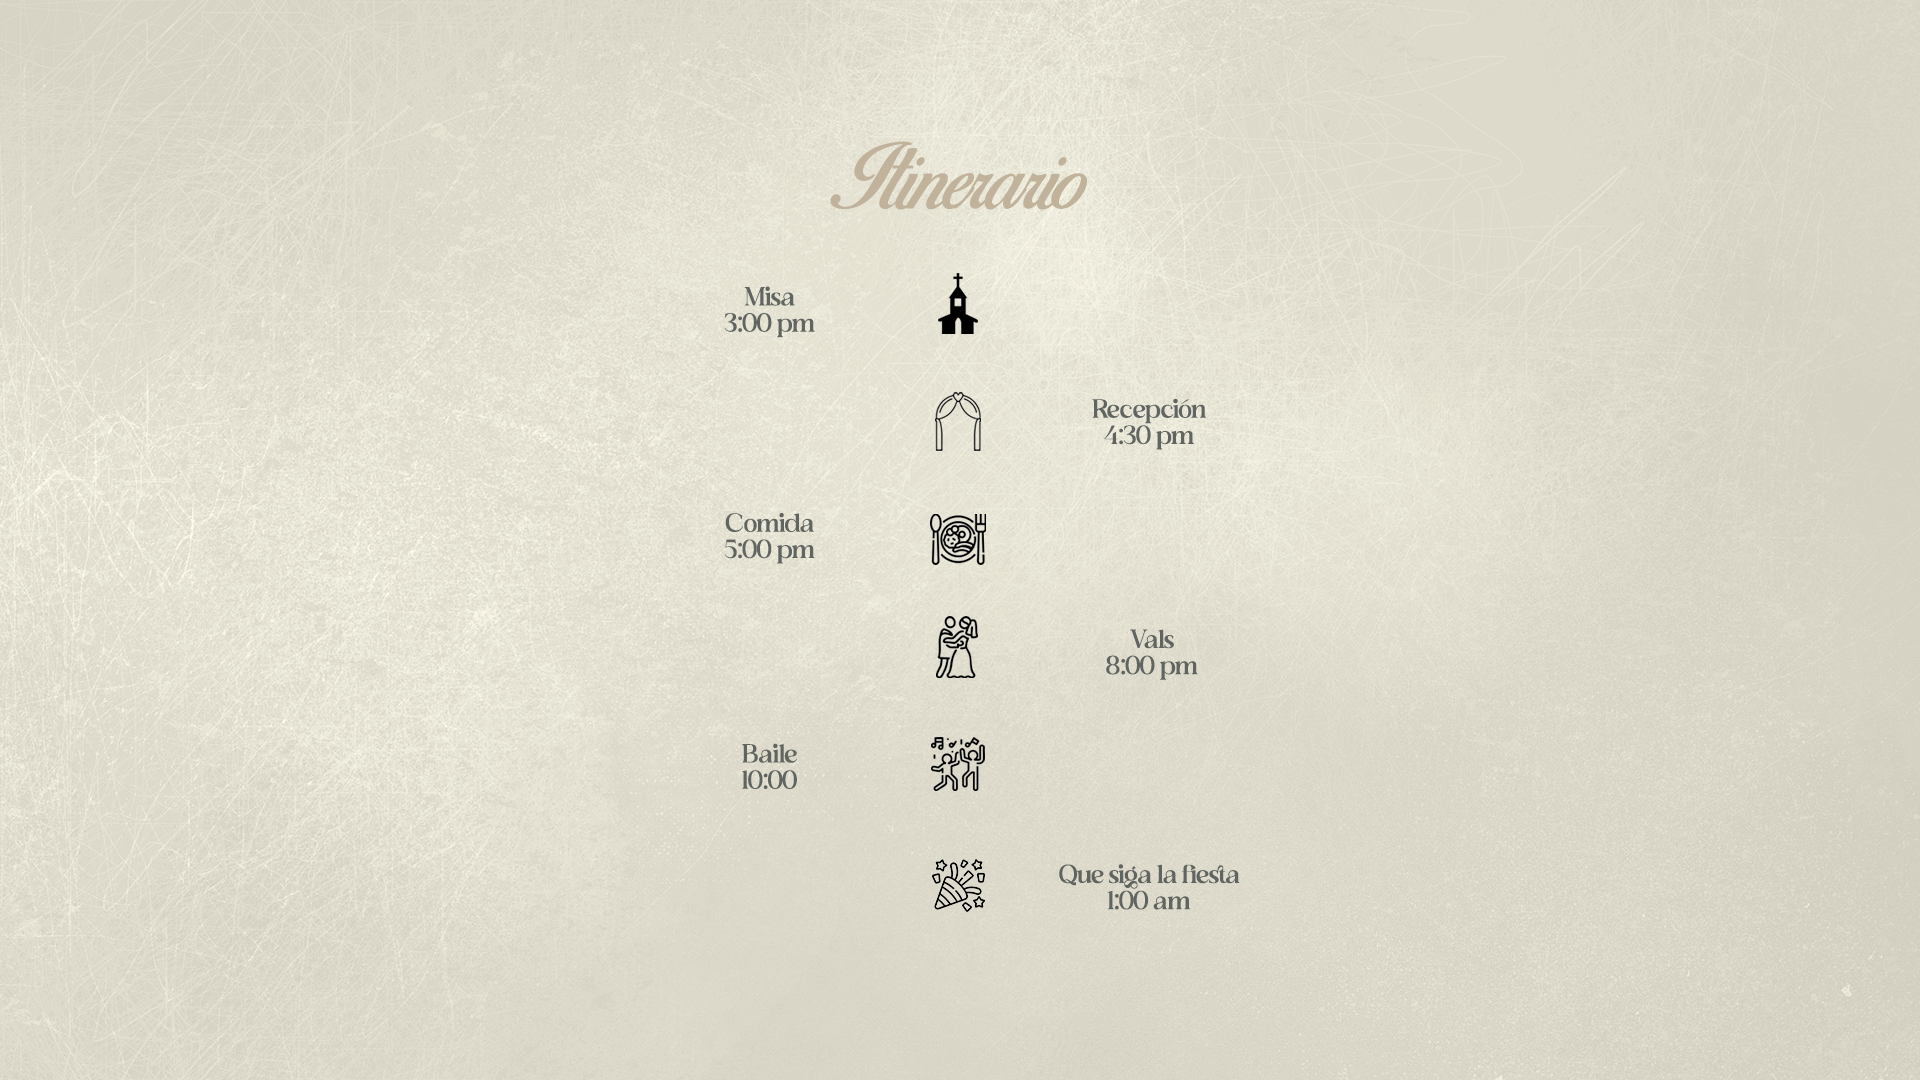 Itinerario
Misa
3:00 pm
Recepción
4:30 pm
Comida
5:00 pm
Vals
8:00 pm
Baile
10:00
Que siga la fiesta
1:00 am